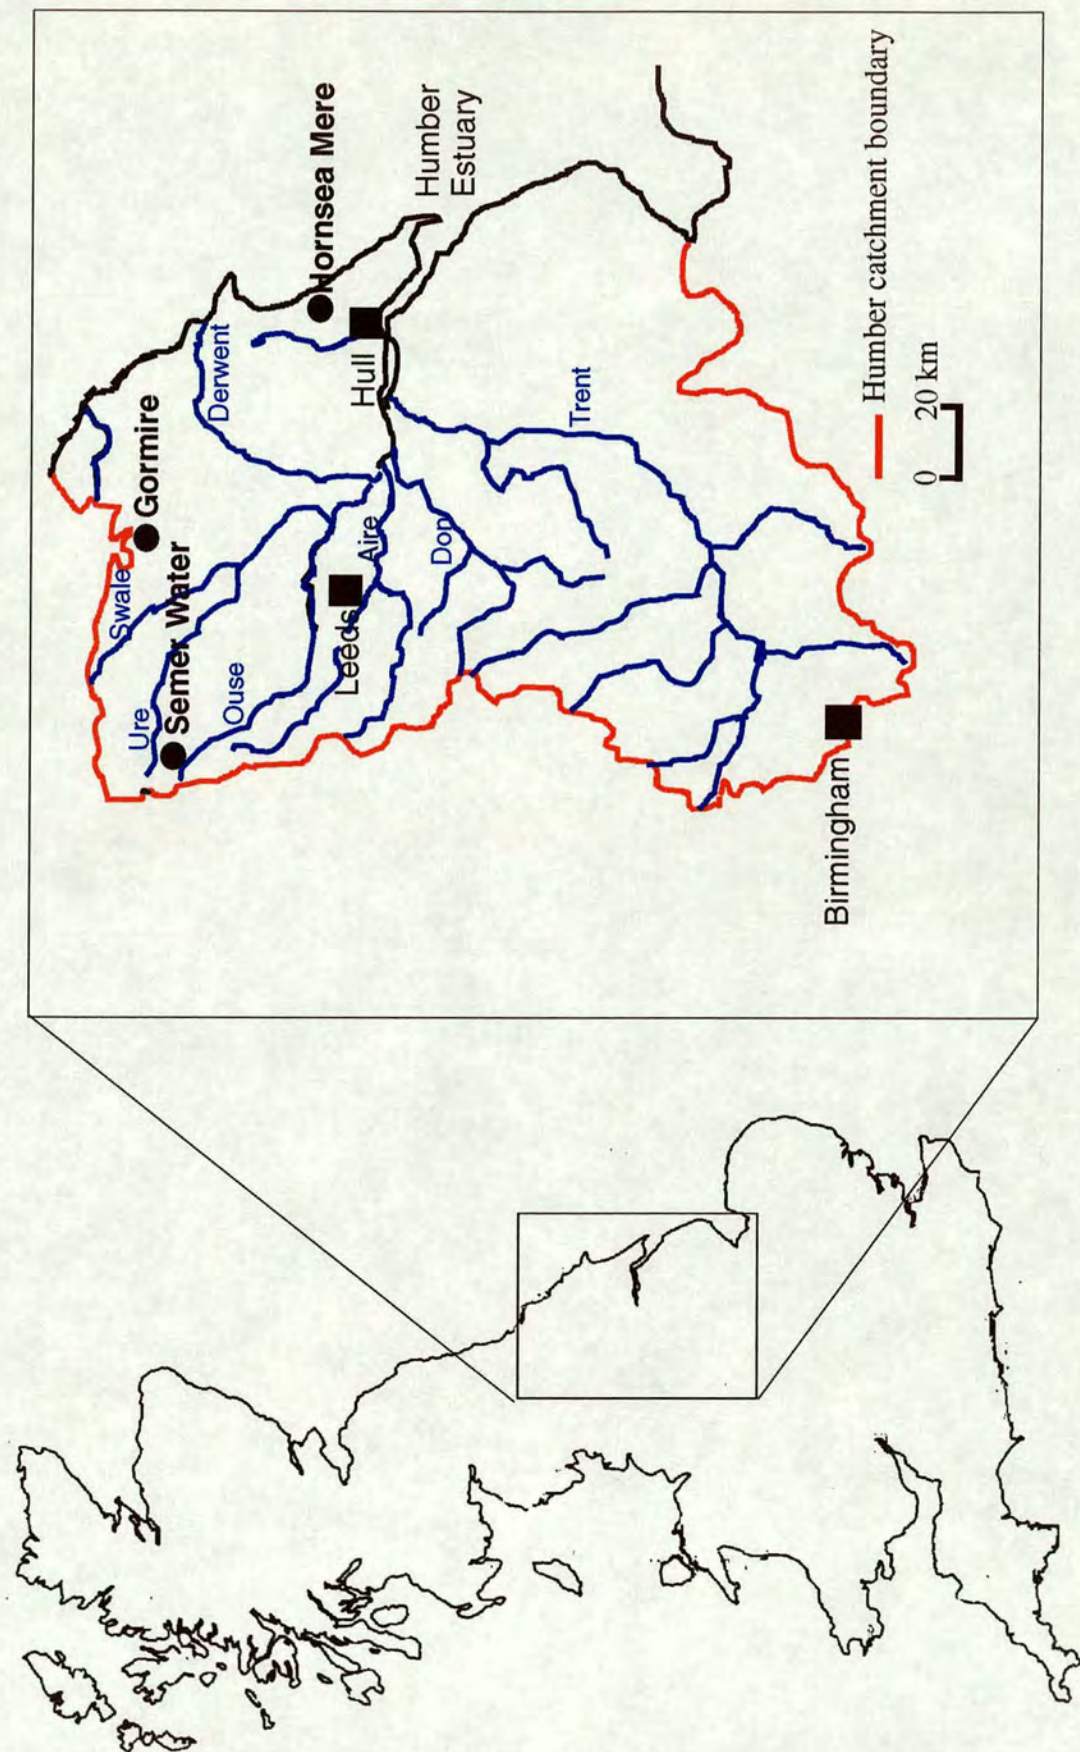 Swale
Gormire
Ure
Semer Water
Derwent
Hornsea Mere
Ouse
Leeds
Aire
Hull
Humber
Estuary
Don
Trent
Birmingham
Humber catchment boundary
0 20 km